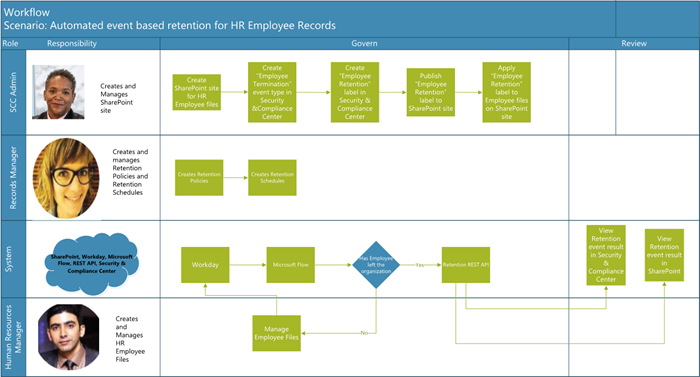 Workflow
Scenario: Automated event based retention for HR Employee Records
Role
Responsibility
Govern
Review
SCC Admin
Creates and
Manages
SharePoint
site
Create
SharePoint site
for HR
Employee files
Create
"Employee
Termination"
event type in
Security
&Compliance
Center
Create
"Employee
Retention"
label in
Security &
Compliance
Center
Publish
"Employee
Retention"
label to
SharePoint site
Apply
"Employee
Retention"
label to
Employee files
on SharePoint
site
Records Manager
Creates and
manages
Retention
Policies and
Retention
Schedules
Creates Retention
Policies
Creates Retention
Schedules
System
SharePoint, Workday, Microsoft
Flow, REST API, Security &
Compliance Center
Workday
Microsoft Flow
Has Employee
left the
organization
Yes
Retention REST API
View
Retention
event result
in Security
&
Compliance
Center
View
Retention
event result
in
SharePoint
Human Resources
Manager
Creates
and
Manages
HR
Employee
Files
Manage
Employee Files
No